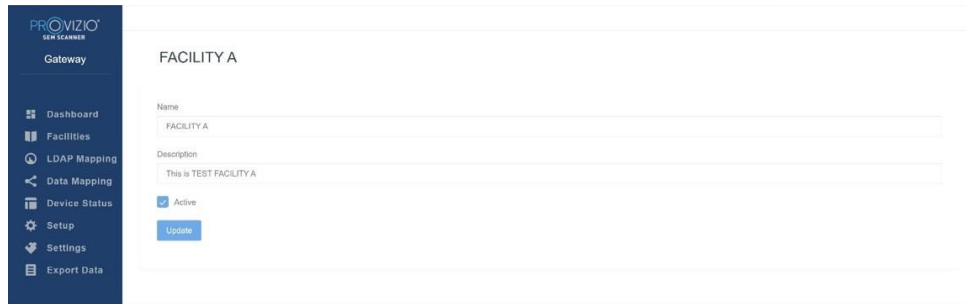 PROVIZIO®
SEM SCANNER
Gateway
Dashboard
Facilities
LDAP Mapping
Data Mapping
Device Status
Setup
Settings
Export Data
FACILITY A
Name
FACILITY A
Description
This is TEST FACILITY A
Active
Update